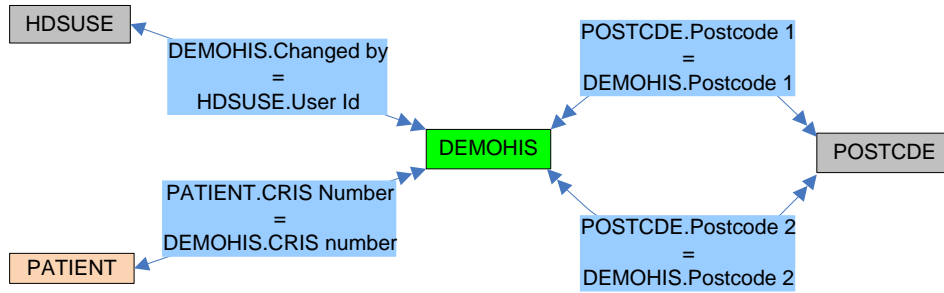 HDSUSE
DEMOHIS.Changed by
=
HDSUSE.User Id
POSTCDE.Postcode 1
=
DEMOHIS.Postcode 1
DEMOHIS
POSTCDE
PATIENT.CRIS Number
=
DEMOHIS.CRIS number
POSTCDE.Postcode 2
=
DEMOHIS.Postcode 2
PATIENT